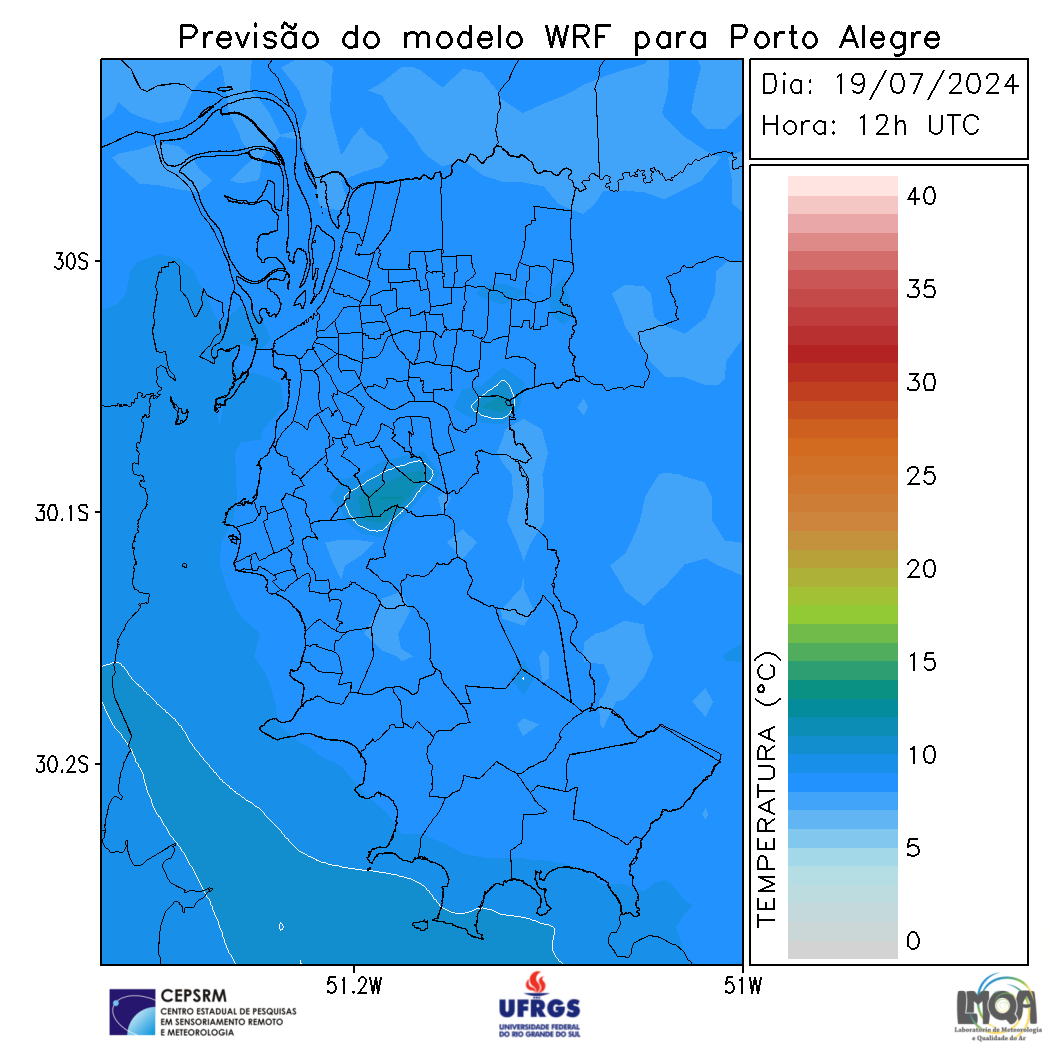 Previsão do modelo WRF para Porto Alegre
Dia: 19/07/2024
Hora: 12h UTC
40
35
30
25
20
15
10
5
0
TEMPERATURA (°C)
30S
30.1S
30.2S
51.2W
51W
CEPSRM
CENTRO ESTADUAL DE PESQUISAS
EM SENSORIAMENTO REMOTO
E METEOROLOGIA
UFRGS
UNIVERSIDADE FEDERAL
DO RIO GRANDE DO SUL
LMQA
Laboratório de Meteorologia
e Qualidade do Ar